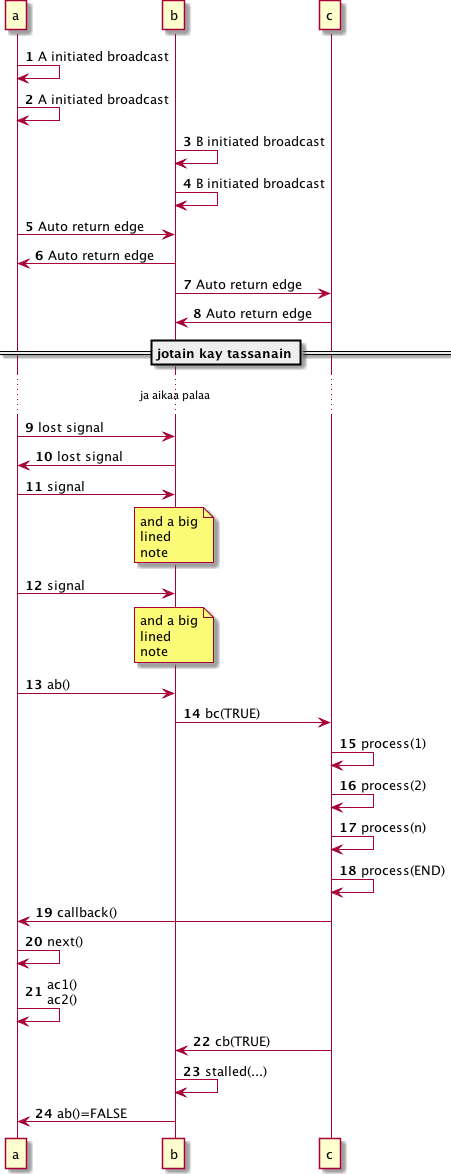 a b c
1 A initiated broadcast
2 A initiated broadcast
3 B initiated broadcast
4 B initiated broadcast
5 Auto return edge
6 Auto return edge
7 Auto return edge
8 Auto return edge
jotain kay tassanain
ja aikaa palaa
9 lost signal
10 lost signal
11 signal
and a big
lined
note
12 signal
and a big
lined
note
13 ab()
14 bc(TRUE)
15 process(1)
16 process(2)
17 process(n)
18 process(END)
19 callback()
20 next()
21 ac1()
ac2()
22 cb(TRUE)
23 stalled(...)
24 ab()=FALSE
a b c